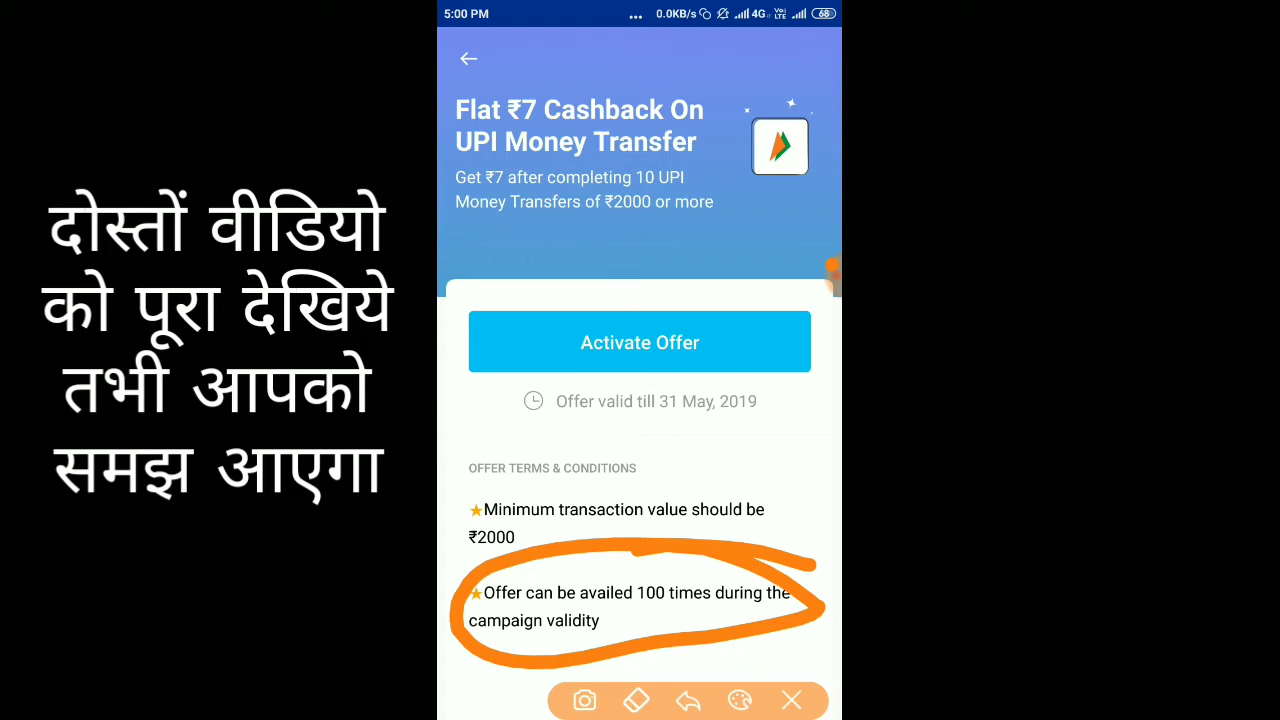 दोस्तों वीडियो
को पूरा देखिये
तभी आपको
समझ आएगा
5:00 PM
... 0.0KB/s 4G VoLTE 68
Flat ₹7 Cashback On
UPI Money Transfer
Get ₹7 after completing 10 UPI
Money Transfers of ₹2000 or more
Activate Offer
Offer valid till 31 May, 2019
OFFER TERMS & CONDITIONS
★Minimum transaction value should be
₹2000
★Offer can be availed 100 times during the
campaign validity